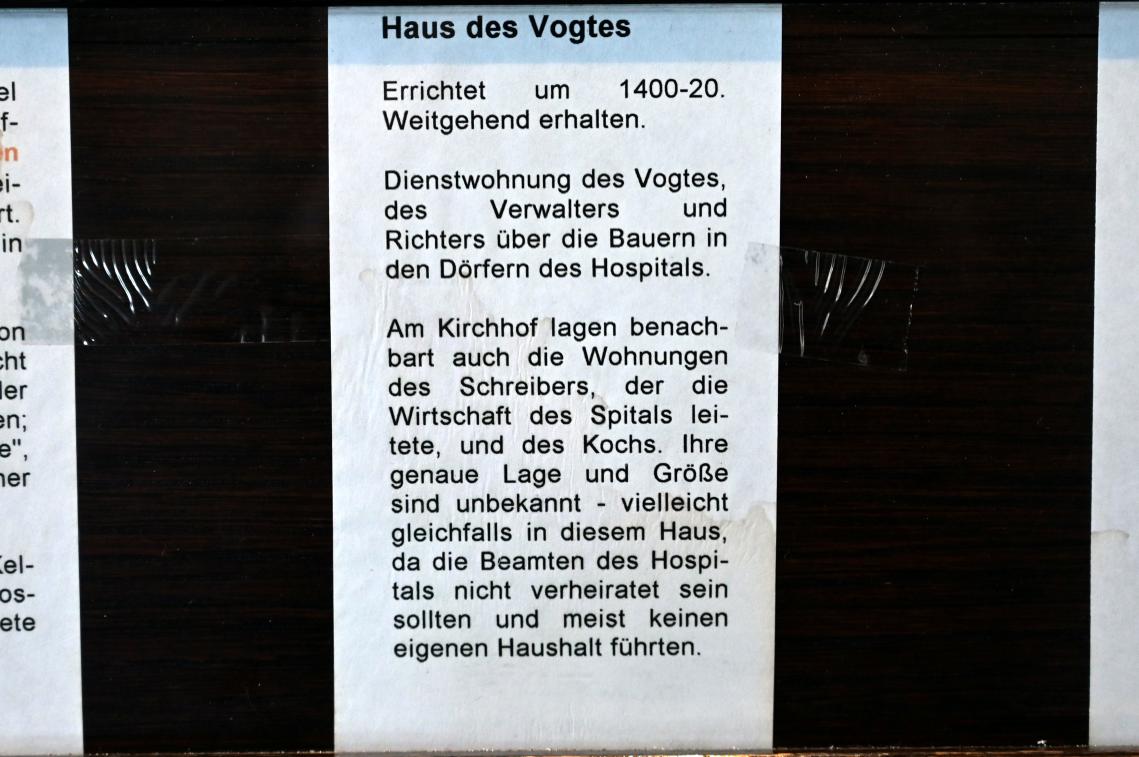 Haus des Vogtes
Errichtet um 1400-20.
Weitgehend erhalten.
Dienstwohnung des Vogtes,
des Verwalters und
Richters über die Bauern in
den Dörfern des Hospitals.
Am Kirchhof lagen benach-
bart auch die Wohnungen
des Schreibers, der die
Wirtschaft des Spitals lei-
tete, und des Kochs. Ihre
genaue Lage und Größe
sind unbekannt - vielleicht
gleichfalls in diesem Haus,
da die Beamten des Hospi-
tals nicht verheiratet sein
sollten und meist keinen
eigenen Haushalt führten.